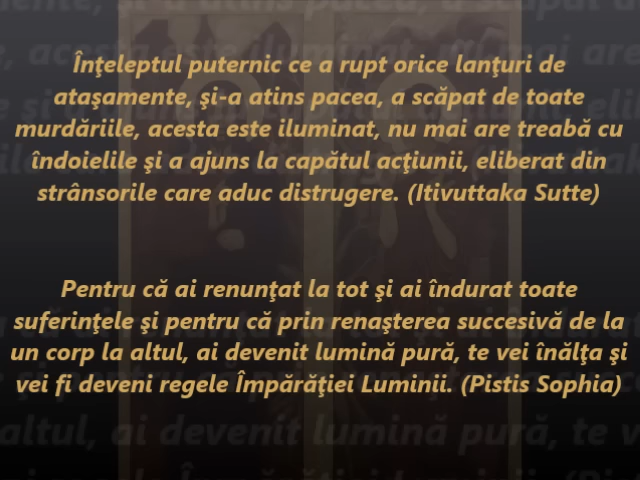 Înţeleptul puternic ce a rupt orice lanţuri de
ataşamente, şi-a atins pacea, a scăpat de toate
murdăriile, acesta este iluminat, nu mai are treabă cu
îndoielile şi a ajuns la capătul acţiunii, eliberat din
strânsorile care aduc distrugere. (Itivuttaka Sutte)
Pentru că ai renunţat la tot şi ai îndurat toate
suferinţele şi pentru că prin renaşterea succesivă de la
un corp la altul, ai devenit lumină pură, te vei înălţa şi
vei fi deveni regele Împărăţiei Luminii. (Pistis Sophia)